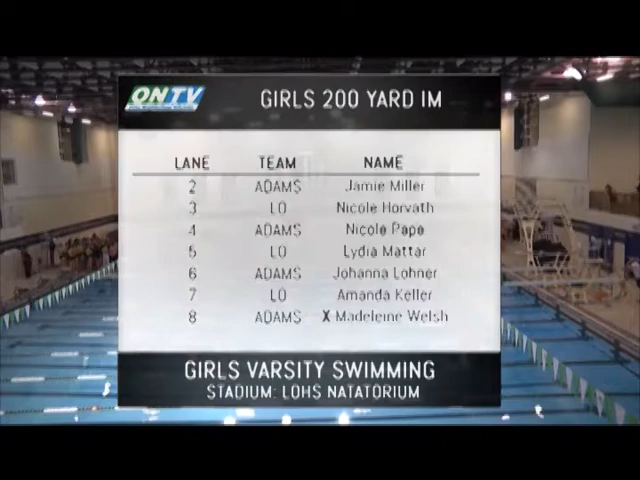 ONTV
GIRLS 200 YARD IM
LANE TEAM NAME
2 ADAMS Jamie Miller
3 LO Nicole Horvath
4 ADAMS Nicole Pape
5 LO Lydia Mattar
6 ADAMS Johanna Lohner
7 LO Amanda Keller
8 ADAMS X-Madeleine Welsh
GIRLS VARSITY SWIMMING
STADIUM: LOHS NATATORIUM